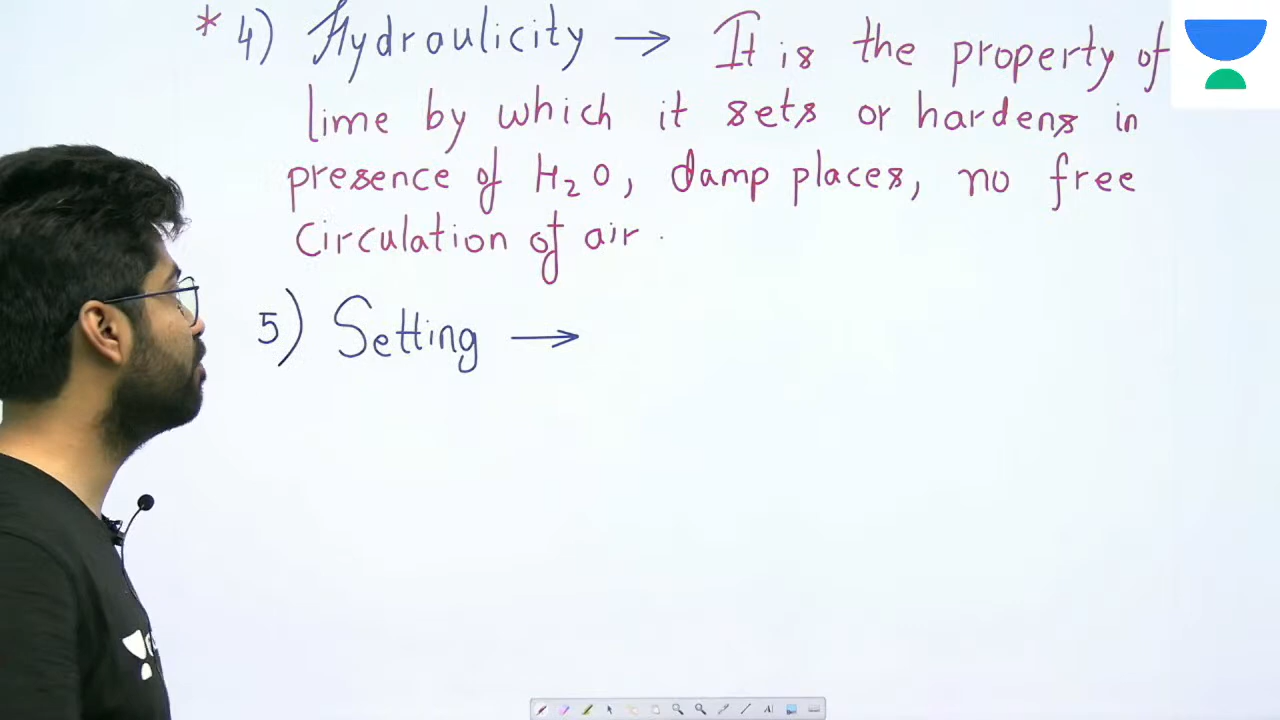 * 4) Hydraulicity → It is the property of
lime by which it sets or hardens in
presence of H₂O, damp places, no free
Circulation of air .
5) Setting →